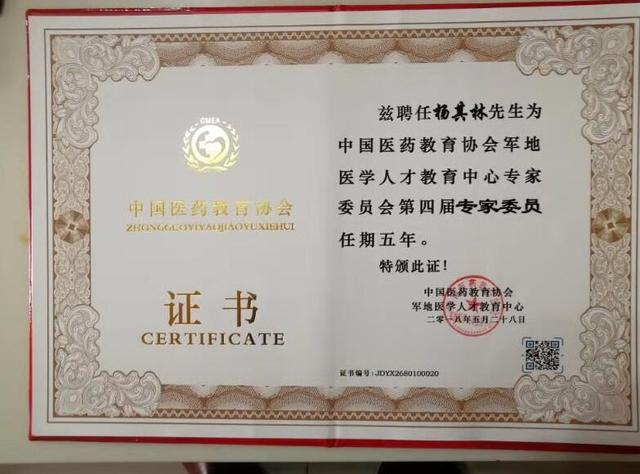 CMEA
中国医药教育协会
ZHONGGUOYIYAOJIAOYUXIEHUI
证书
CERTIFICATE
兹聘任杨其林先生为
中国医药教育协会军地
医学人才教育中心专家
委员会第四届专家委员
任期五年。
特颁此证!
中国医药教育协会
军地医学人才教育中心
二零一八年五月二十八日
证书编号:JDYX2680100020